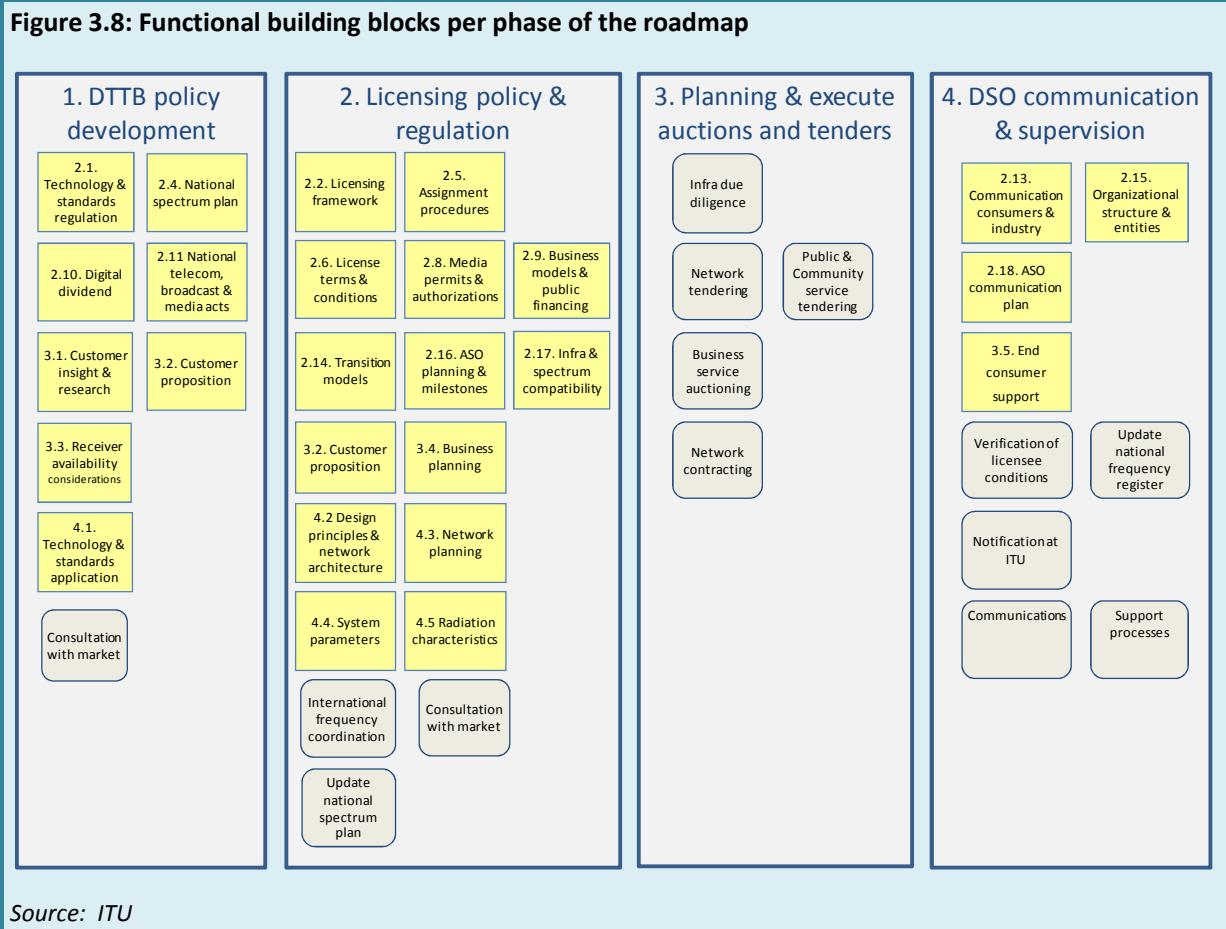 Figure 3.8: Functional building blocks per phase of the roadmap
1. DTTB policy
development
2.1.
Technology &
standards
regulation
2.4. National
spectrum plan
2.10. Digital
dividend
2.11 National
telecom,
broadcast &
media acts
3.1. Customer
insight &
research
3.2. Customer
proposition
3.3. Receiver
availability
considerations
4.1.
Technology &
standards
application
Consultation
with market
2. Licensing policy &
regulation
2.2. Licensing
framework
2.5.
Assignment
procedures
2.6. License
terms &
conditions
2.8. Media
permits &
authorizations
2.9. Business
models &
public
financing
2.14. Transition
models
2.16. ASO
planning &
milestones
2.17. Infra &
spectrum
compatibility
3.2. Customer
proposition
3.4. Business
planning
4.2 Design
principles &
network
architecture
4.3. Network
planning
4.4. System
parameters
4.5 Radiation
characteristics
International
frequency
coordination
Consultation
with market
Update
national
spectrum
plan
3. Planning & execute
auctions and tenders
Infra due
diligence
Network
tendering
Public &
Community
service
tendering
Business
service
auctioning
Network
contracting
4. DSO communication
& supervision
2.13.
Communication
consumers &
industry
2.15.
Organizational
structure &
entities
2.18. ASO
communication
plan
3.5. End
consumer
support
Verification of
licensee
conditions
Update
national
frequency
register
Notification at
ITU
Communications
Support
processes
Source: ITU